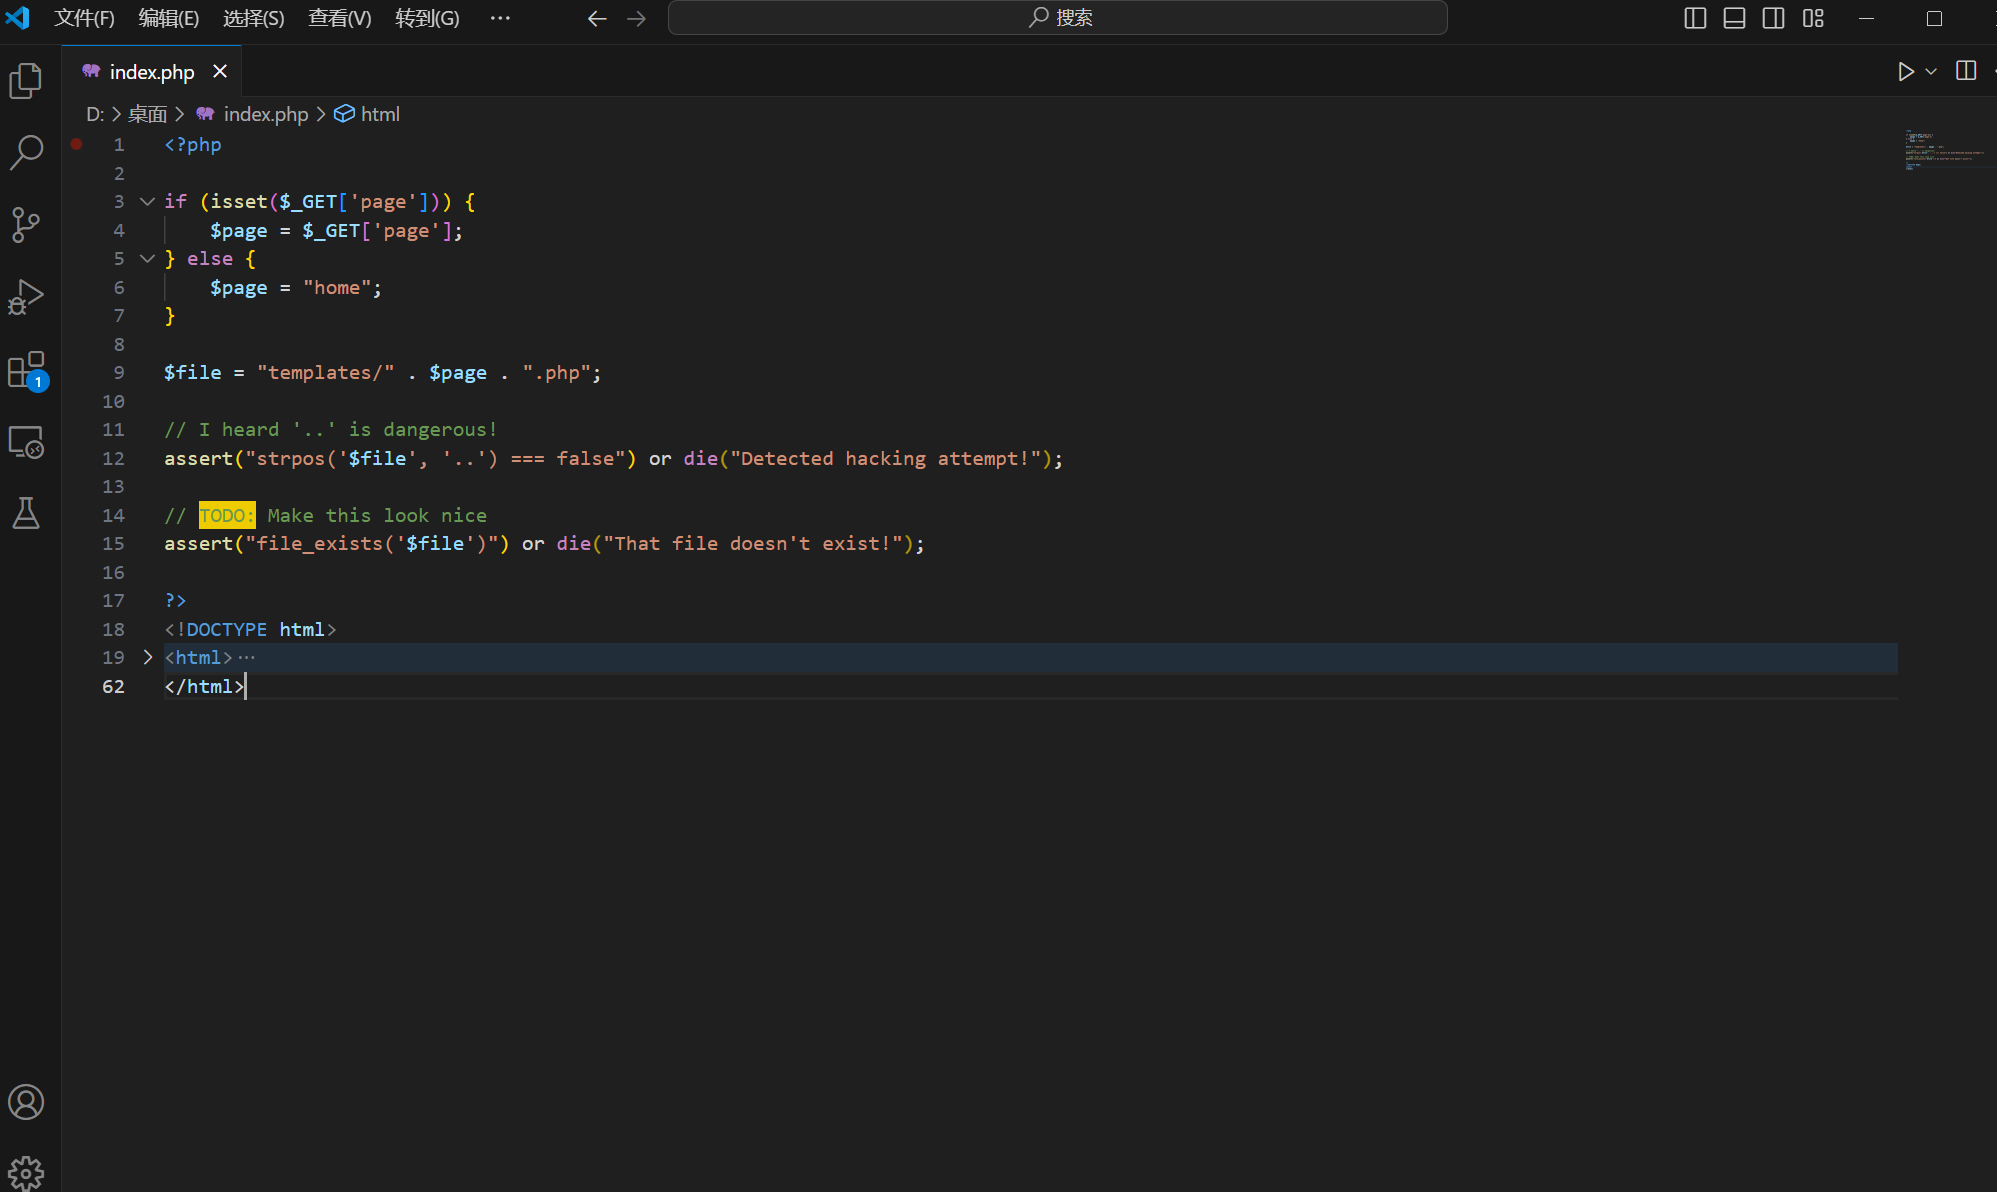 文件(F) 编辑(E) 选择(S) 查看(V) 转到(G) ··· 搜索
index.php
D: > 桌面 > index.php > html
1 <?php
2
3 if (isset($_GET['page'])) {
4     $page = $_GET['page'];
5 } else {
6     $page = "home";
7 }
8
9 $file = "templates/" . $page . ".php";
10
11 // I heard '..' is dangerous!
12 assert("strpos('$file', '..') === false") or die("Detected hacking attempt!");
13
14 // TODO: Make this look nice
15 assert("file_exists('$file')") or die("That file doesn't exist!");
16
17 ?>
18 <!DOCTYPE html>
19 <html>···
62 </html>
1